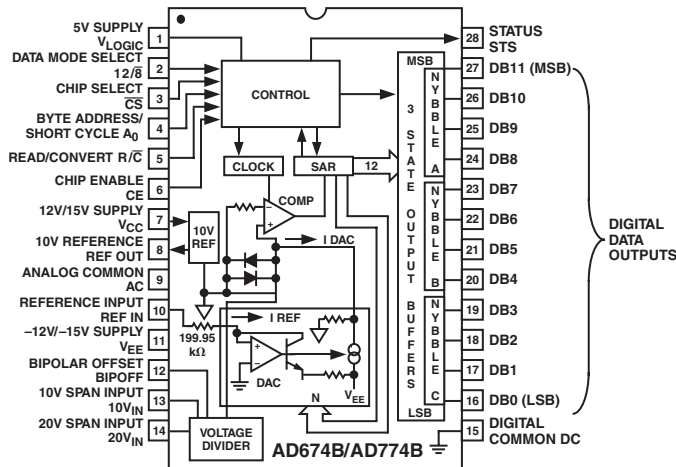 5V SUPPLY
VLOGIC
1
DATA MODE SELECT
12/8̅
2
CHIP SELECT
C̅S̅
3
BYTE ADDRESS/
SHORT CYCLE A0
4
READ/CONVERT R/C̅
5
CHIP ENABLE
CE
6
12V/15V SUPPLY
VCC
7
10V REFERENCE
REF OUT
8
ANALOG COMMON
AC
9
REFERENCE INPUT
REF IN
10
–12V/–15V SUPPLY
VEE
11
BIPOLAR OFFSET
BIPOFF
12
10V SPAN INPUT
10VIN
13
20V SPAN INPUT
20VIN
14
CONTROL
CLOCK
SAR
12
COMP
–
+
10V
REF
I DAC
I REF
199.95
kΩ
+
–
DAC
VEE
N
VOLTAGE
DIVIDER
AD674B/AD774B
MSB
3 STATE OUTPUT BUFFERS
LSB
NYBBLE A
NYBBLE B
NYBBLE C
28
STATUS
STS
27
DB11 (MSB)
26
DB10
25
DB9
24
DB8
23
DB7
22
DB6
21
DB5
20
DB4
19
DB3
18
DB2
17
DB1
16
DB0 (LSB)
15
DIGITAL
COMMON DC
DIGITAL
DATA
OUTPUTS